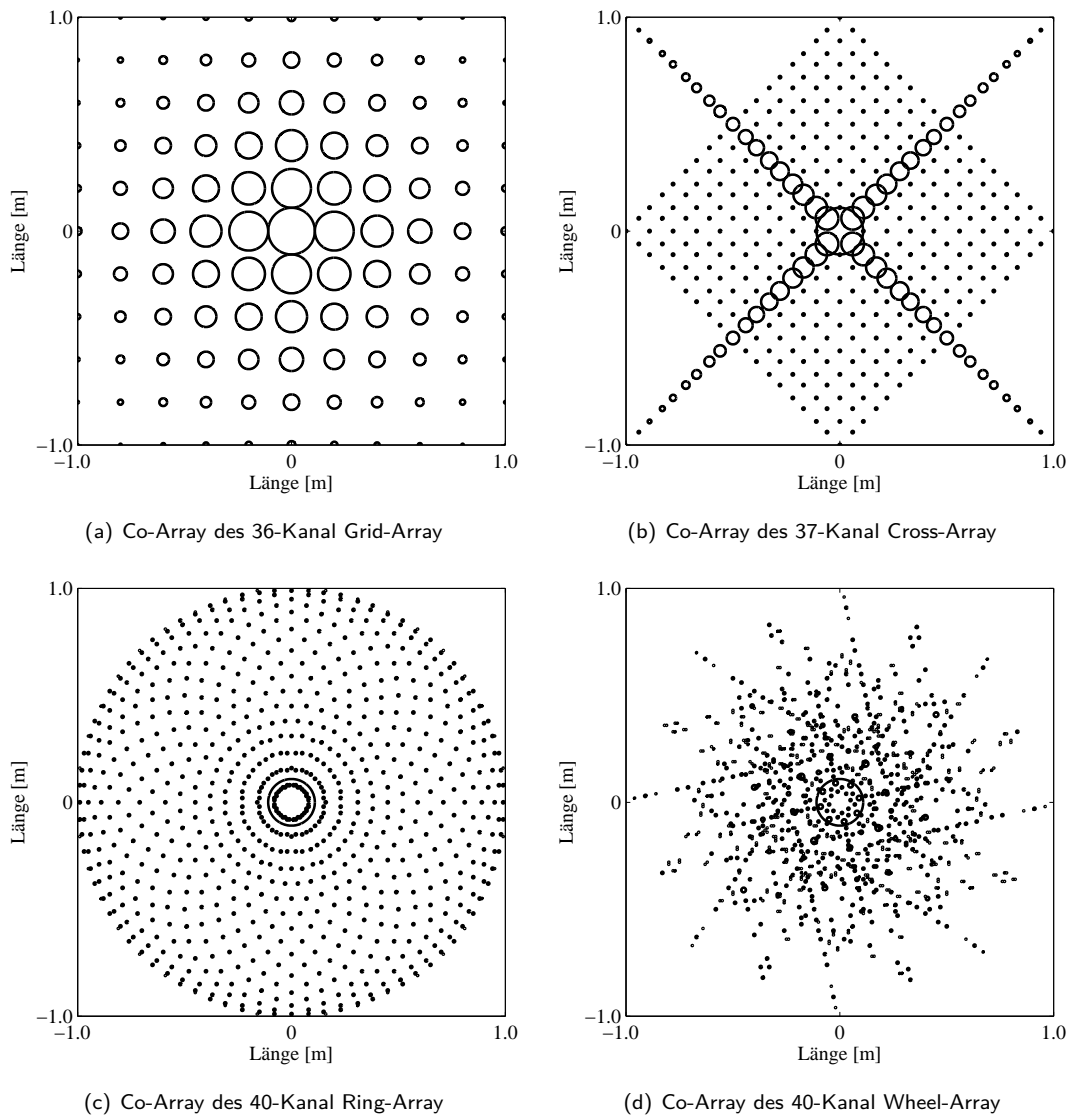 1.0
0
−1.0
−1.0
0
1.0
Länge [m]
Länge [m]
(a) Co-Array des 36-Kanal Grid-Array
1.0
0
−1.0
−1.0
0
1.0
Länge [m]
Länge [m]
(b) Co-Array des 37-Kanal Cross-Array
1.0
0
−1.0
−1.0
0
1.0
Länge [m]
Länge [m]
(c) Co-Array des 40-Kanal Ring-Array
1.0
0
−1.0
−1.0
0
1.0
Länge [m]
Länge [m]
(d) Co-Array des 40-Kanal Wheel-Array